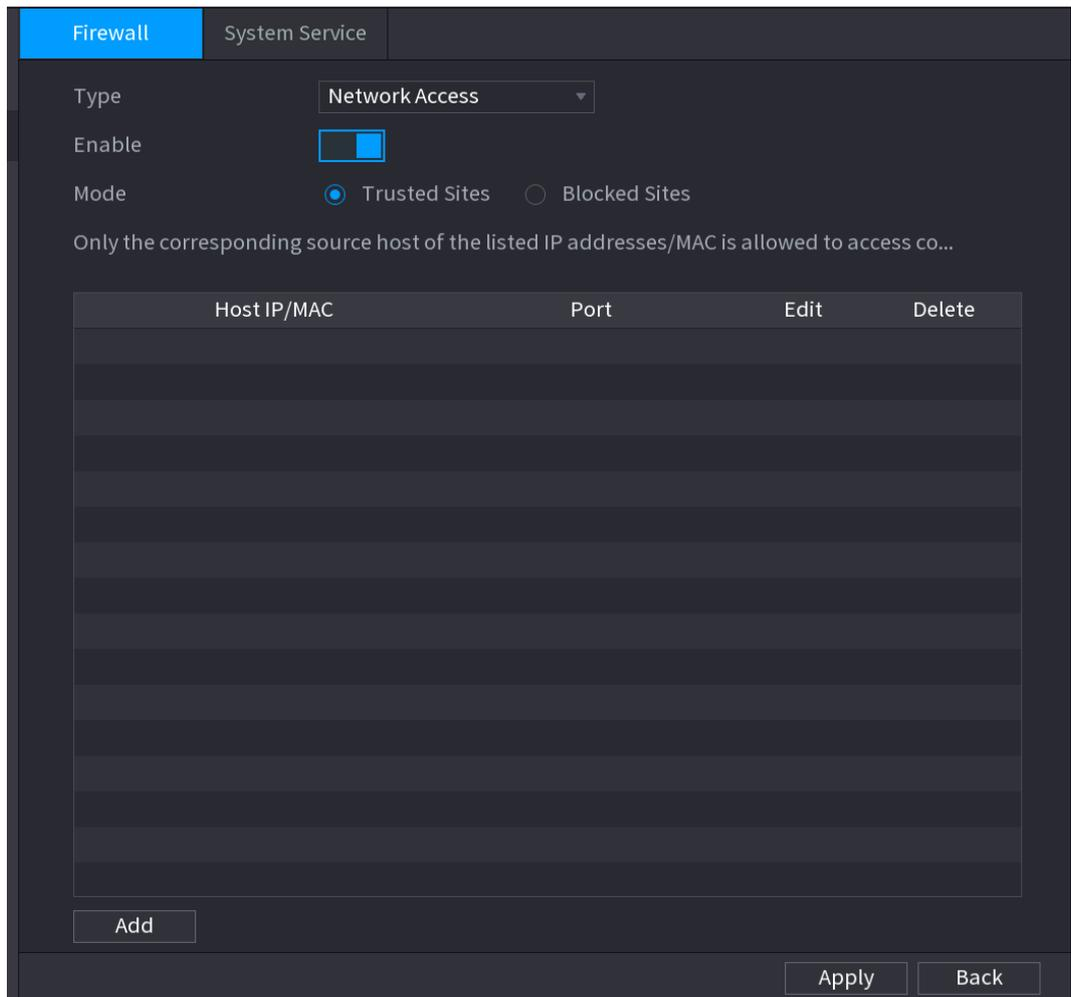 Firewall System Service
Type Network Access
Enable
Mode Trusted Sites Blocked Sites
Only the corresponding source host of the listed IP addresses/MAC is allowed to access co...
Host IP/MAC Port Edit Delete
Add
Apply Back